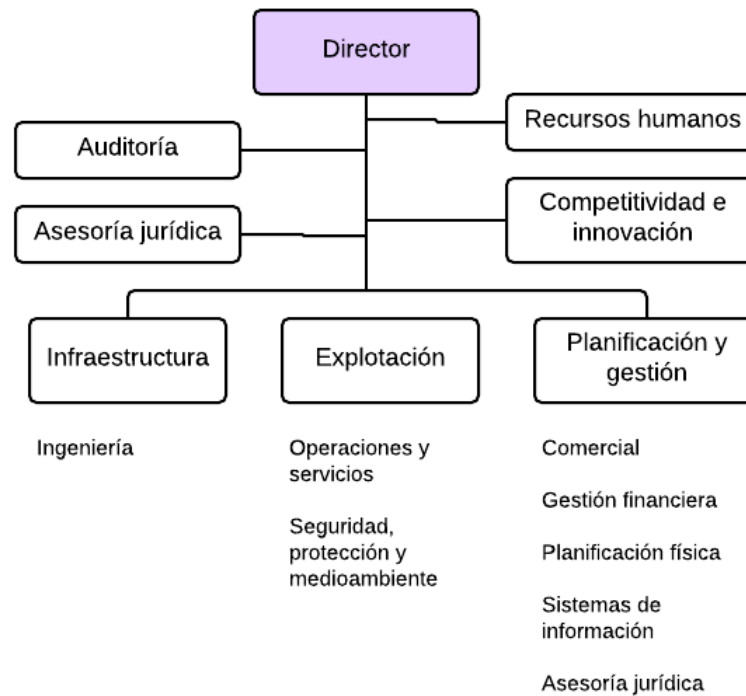 Director
Recursos humanos
Auditoría
Competitividad e
innovación
Asesoría jurídica
Infraestructura
Explotación
Planificación y
gestión
Ingeniería
Operaciones y
servicios
Seguridad,
protección y
medioambiente
Comercial
Gestión financiera
Planificación física
Sistemas de
información
Asesoría jurídica